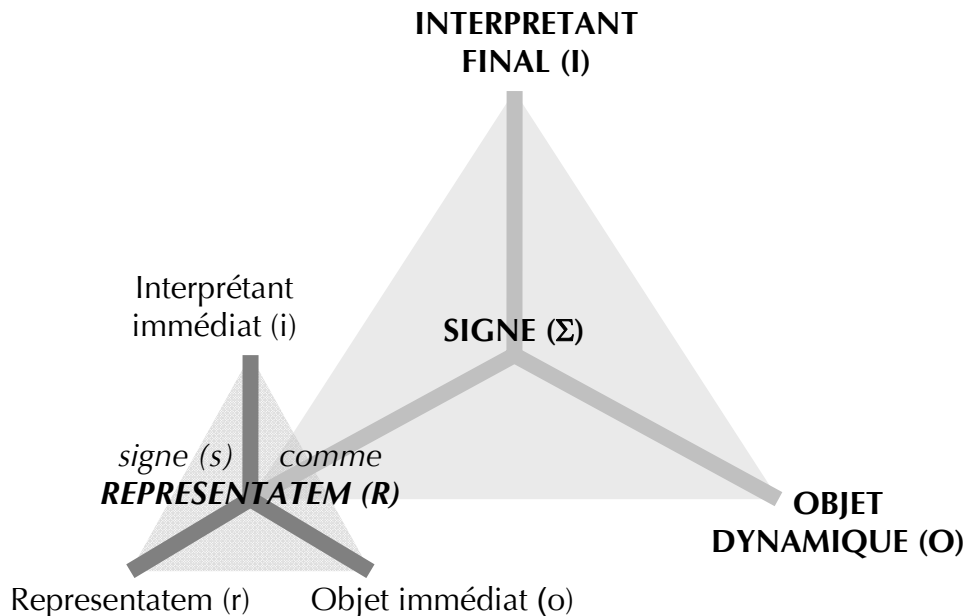 INTERPRETANT
FINAL (I)
Interprétant
immédiat (i)
SIGNE (Σ)
signe (s) comme
REPRESENTATEM (R)
OBJET
DYNAMIQUE (O)
Representatem (r) Objet immédiat (o)